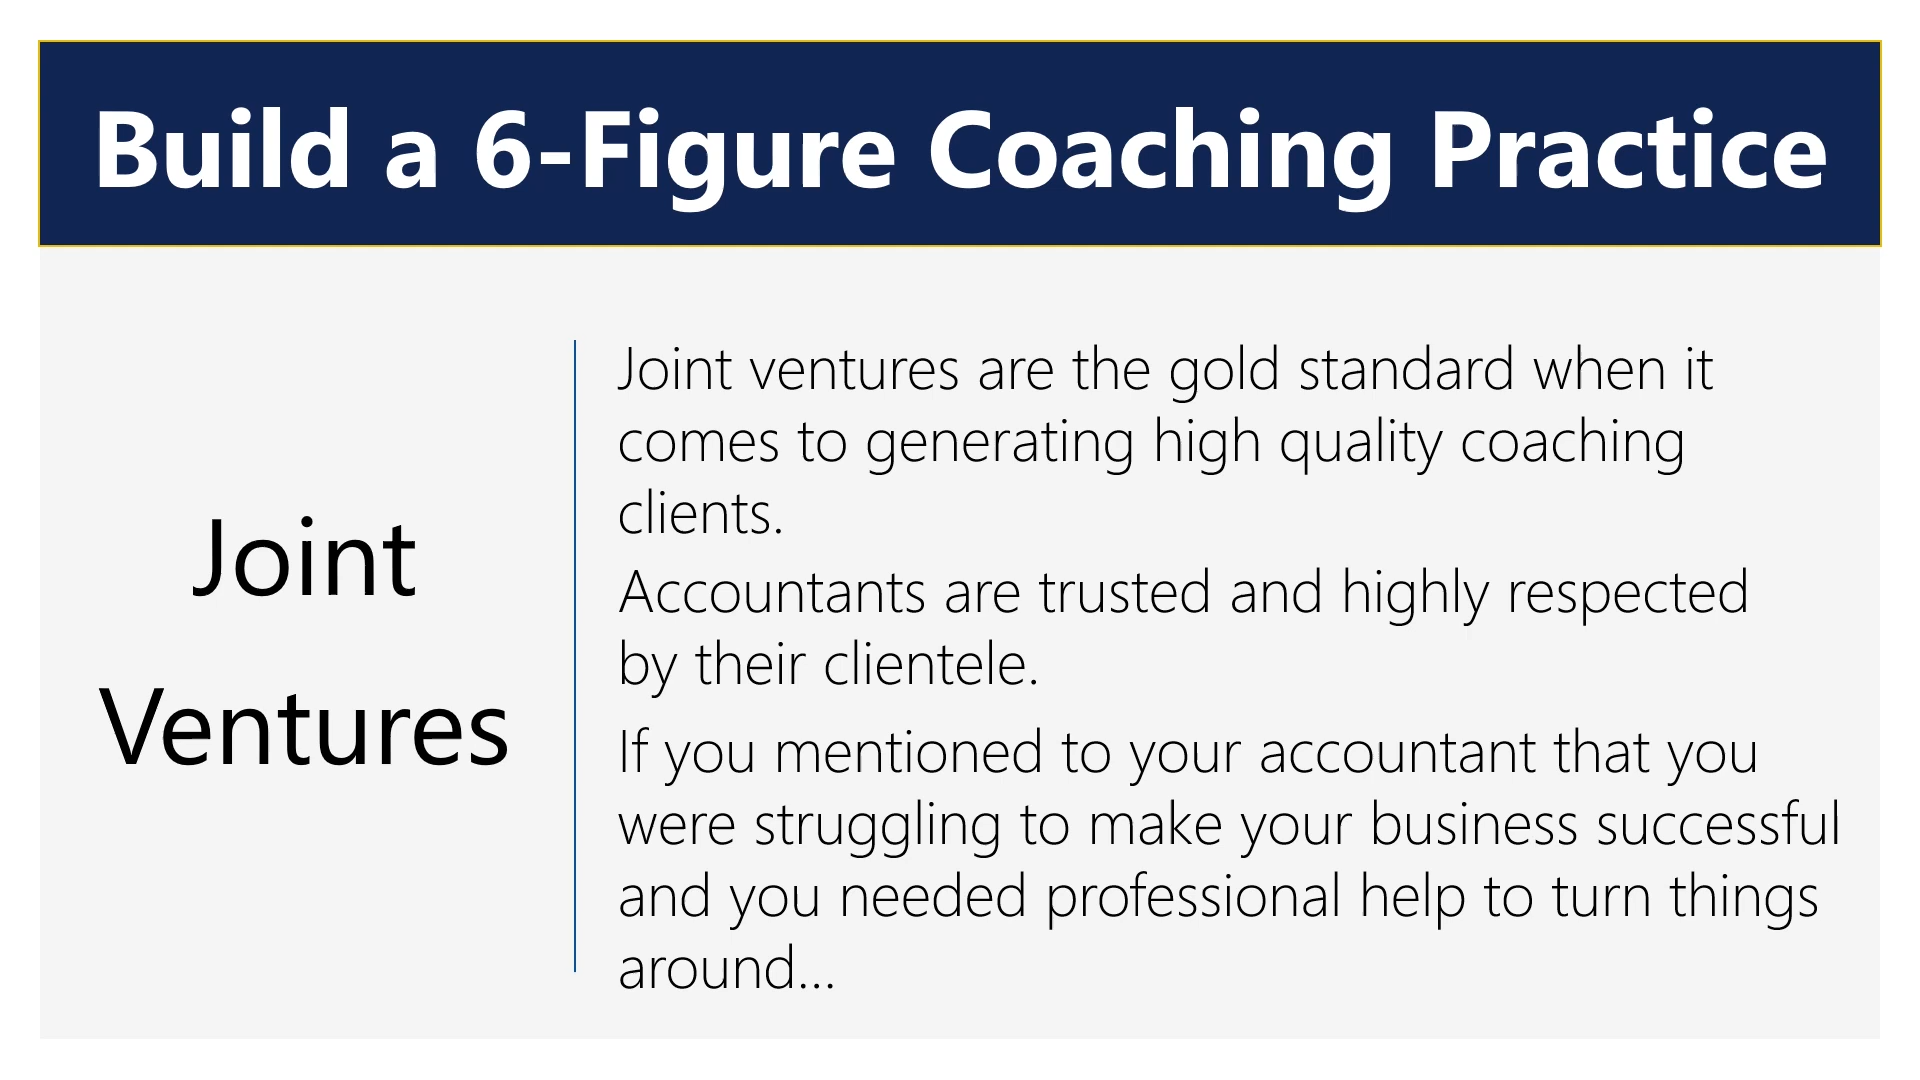 Build a 6-Figure Coaching Practice
Joint
Ventures
Joint ventures are the gold standard when it
comes to generating high quality coaching
clients.
Accountants are trusted and highly respected
by their clientele.
If you mentioned to your accountant that you
were struggling to make your business successful
and you needed professional help to turn things
around...